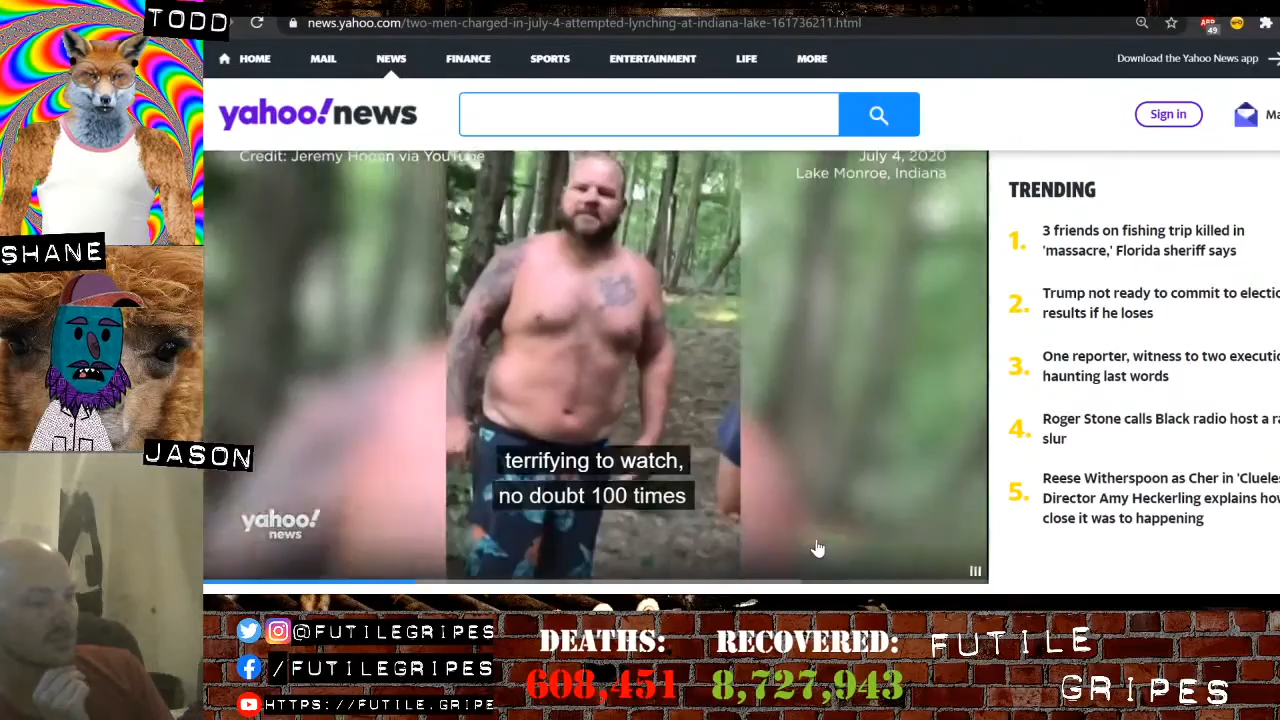 TODD
SHANE
JASON
news.yahoo.com/two-men-charged-in-july-4-attempted-lynching-at-indiana-lake-161736211.html
ABP
49
HOME
MAIL
NEWS
FINANCE
SPORTS
ENTERTAINMENT
LIFE
MORE
Download the Yahoo News app
yahoo!news
Sign in
Credit: Jeremy Hogan via YouTube
July 4, 2020
Lake Monroe, Indiana
terrifying to watch,
no doubt 100 times
yahoo!
news
TRENDING
1.
3 friends on fishing trip killed in
'massacre,' Florida sheriff says
2.
Trump not ready to commit to
results if he loses
3.
One reporter, witness to two
haunting last words
4.
Roger Stone calls Black radio host a
slur
5.
Reese Witherspoon as Cher in
Director Amy Heckerling explains
close it was to happening
@FUTILEGRIPES
/FUTILEGRIPES
HTTPS://FUTILE.GRIPE
DEATHS:
608,451
RECOVERED:
8,727,943
FUTILE
GRIPES